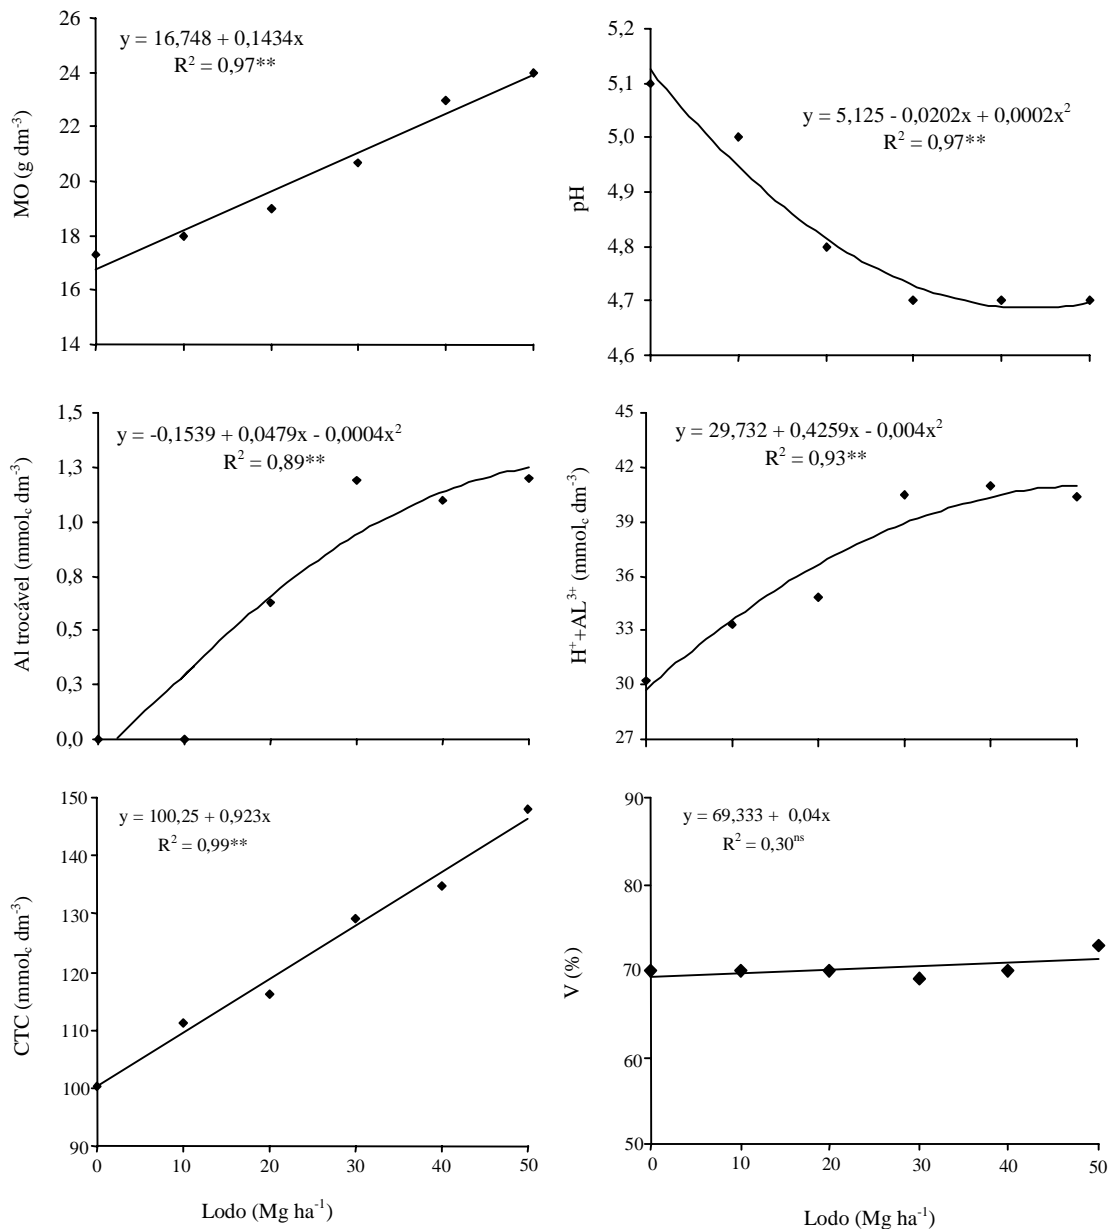 y = 16,748 + 0,1434x
R² = 0,97**
MO (g dm⁻³)
26
24
22
20
18
16
14
y = 5,125 - 0,0202x + 0,0002x²
R² = 0,97**
pH
5,2
5,1
5,0
4,9
4,8
4,7
4,6
y = -0,1539 + 0,0479x - 0,0004x²
R² = 0,89**
Al trocável (mmol_c dm⁻³)
1,5
1,3
1,0
0,8
0,5
0,3
0,0
y = 29,732 + 0,4259x - 0,004x²
R² = 0,93**
H⁺+AL³⁺ (mmol_c dm⁻³)
45
42
39
36
33
30
27
y = 100,25 + 0,923x
R² = 0,99**
CTC (mmol_c dm⁻³)
150
140
130
120
110
100
90
0 10 20 30 40 50
Lodo (Mg ha⁻¹)
y = 69,333 + 0,04x
R² = 0,30ⁿˢ
V (%)
90
80
70
60
50
0 10 20 30 40 50
Lodo (Mg ha⁻¹)